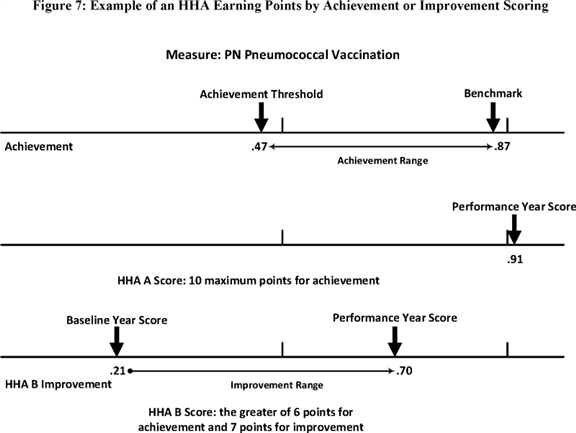 Figure 7: Example of an HHA Earning Points by Achievement or Improvement Scoring
Measure: PN Pneumococcal Vaccination
Achievement Threshold
Benchmark
Achievement
.47
.87
Achievement Range
Performance Year Score
.91
HHA A Score: 10 maximum points for achievement
Baseline Year Score
Performance Year Score
.21
.70
HHA B Improvement
Improvement Range
HHA B Score: the greater of 6 points for
achievement and 7 points for improvement